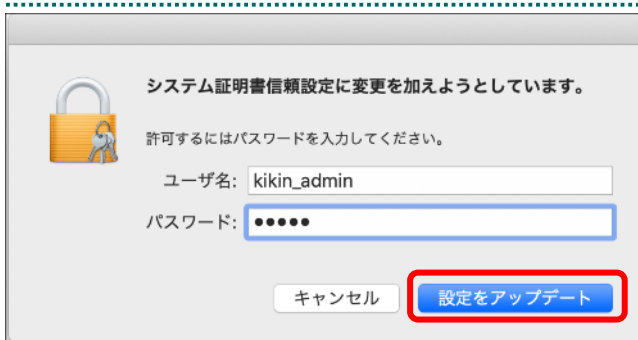 システム証明書信頼設定に変更を加えようとしています。
許可するにはパスワードを入力してください。
ユーザ名: kikin_admin
パスワード: ●●●●●
キャンセル 設定をアップデート